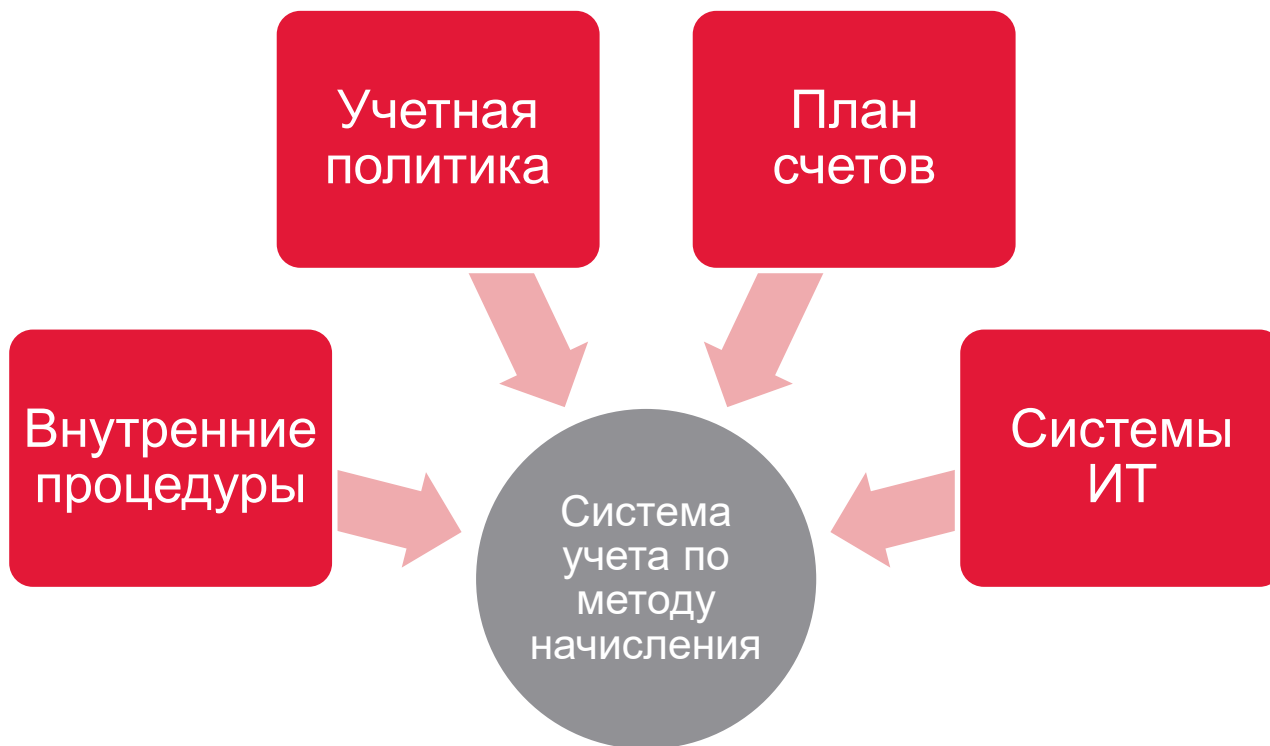 Учетная
политика
План
счетов
Внутренние
процедуры
Системы
ИТ
Система
учета по
методу
начисления